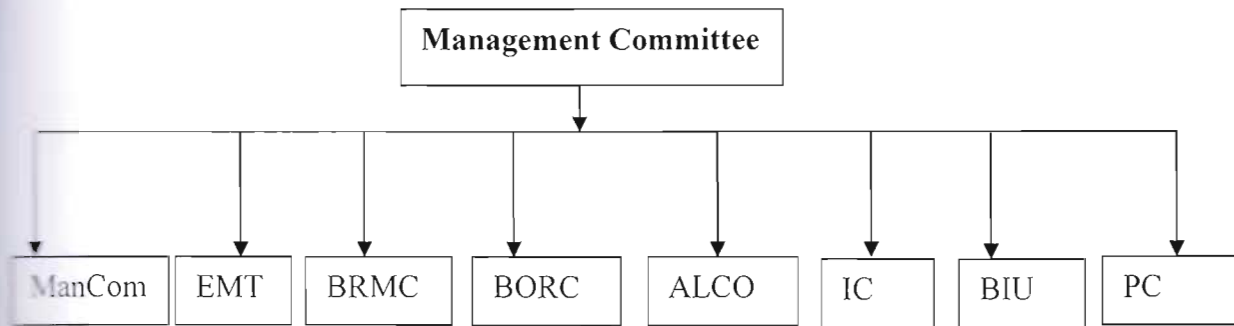 Management Committee
ManCom EMT BRMC BORC ALCO IC BIU PC